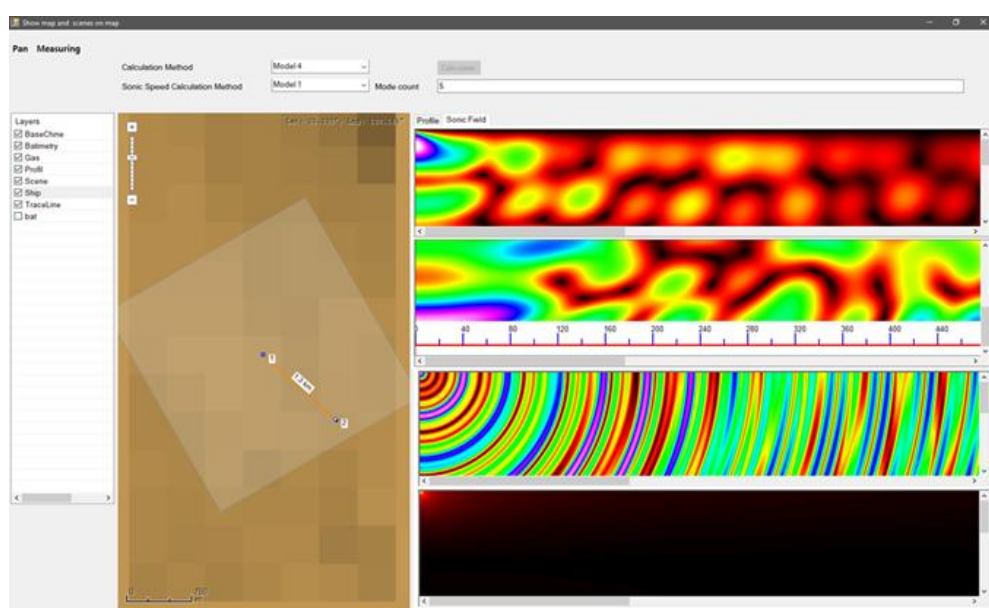 Show map and scenes on map
Pan Measuring
Calculation Method Model 4
Sonic Speed Calculation Method Model 1 Mode count 5
Layers
BaseChine
Batimetry
Gas
Profil
Scene
Ship
TraceLine
bat
Profile Sonic Field
1
2
0
0 40 80 120 160 200 240 280 320 360 400 440